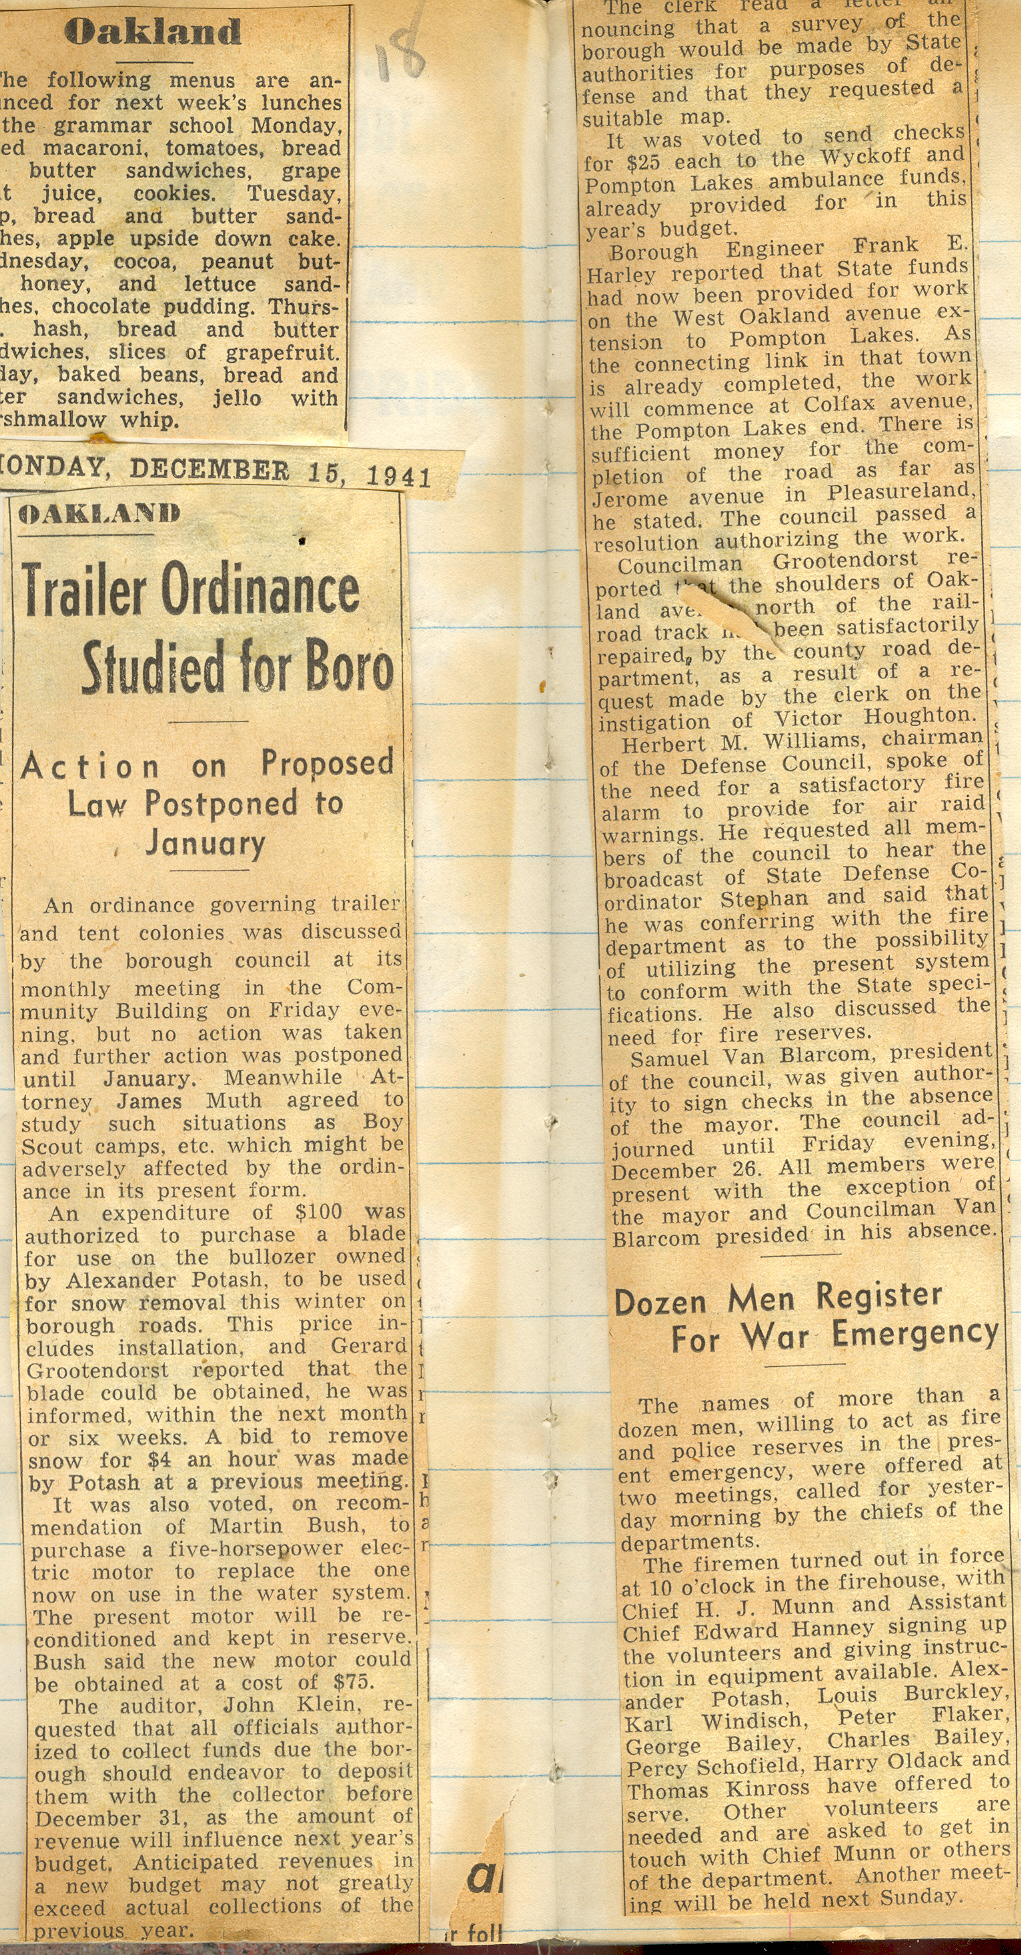 Oakland
18
he following menus are an-
nced for next week's lunches
the grammar school Monday,
ed macaroni, tomatoes, bread
butter sandwiches, grape
t juice, cookies. Tuesday,
p, bread and butter sand-
hes, apple upside down cake.
dnesday, cocoa, peanut but-
honey, and lettuce sand-
hes, chocolate pudding. Thurs-
. hash, bread and butter
dwiches, slices of grapefruit.
day, baked beans, bread and
ter sandwiches, jello with
rshmallow whip.
ONDAY, DECEMBER 15, 1941
OAKLAND
Trailer Ordinance
Studied for Boro
Action on Proposed
Law Postponed to
January
An ordinance governing trailer
and tent colonies was discussed
by the borough council at its
monthly meeting in the Com-
munity Building on Friday eve-
ning, but no action was taken
and further action was postponed
until January. Meanwhile At-
torney James Muth agreed to
study such situations as Boy
Scout camps, etc. which might be
adversely affected by the ordin-
ance in its present form.
An expenditure of $100 was
authorized to purchase a blade
for use on the bullozer owned
by Alexander Potash, to be used
for snow removal this winter on
borough roads. This price in-
cludes installation, and Gerard
Grootendorst reported that the
blade could be obtained, he was
informed, within the next month
or six weeks. A bid to remove
snow for $4 an hour was made
by Potash at a previous meeting.
It was also voted, on recom-
mendation of Martin Bush, to
purchase a five-horsepower elec-
tric motor to replace the one
now on use in the water system.
The present motor will be re-
conditioned and kept in reserve.
Bush said the new motor could
be obtained at a cost of $75.
The auditor, John Klein, re-
quested that all officials author-
ized to collect funds due the bor-
ough should endeavor to deposit
them with the collector before
December 31, as the amount of
revenue will influence next year's
budget. Anticipated revenues in
a new budget may not greatly
exceed actual collections of the
previous year.
The clerk read a letter an-
nouncing that a survey of the
borough would be made by State
authorities for purposes of de-
fense and that they requested a
suitable map.
It was voted to send checks
for $25 each to the Wyckoff and
Pompton Lakes ambulance funds,
already provided for in this
year's budget.
Borough Engineer Frank E.
Harley reported that State funds
had now been provided for work
on the West Oakland avenue ex-
tension to Pompton Lakes. As
the connecting link in that town
is already completed, the work
will commence at Colfax avenue,
the Pompton Lakes end. There is
sufficient money for the com-
pletion of the road as far as
Jerome avenue in Pleasureland,
he stated. The council passed a
resolution authorizing the work.
Councilman Grootendorst re-
ported that the shoulders of Oak-
land ave north of the rail-
road track been satisfactorily
repaired, by the county road de-
partment, as a result of a re-
quest made by the clerk on the
instigation of Victor Houghton.
Herbert M. Williams, chairman
of the Defense Council, spoke of
the need for a satisfactory fire
alarm to provide for air raid
warnings. He requested all mem-
bers of the council to hear the
broadcast of State Defense Co-
ordinator Stephan and said that
he was conferring with the fire
department as to the possibility
of utilizing the present system
to conform with the State speci-
fications. He also discussed the
need for fire reserves.
Samuel Van Blarcom, president
of the council, was given author-
ity to sign checks in the absence
of the mayor. The council ad-
journed until Friday evening,
December 26. All members were
present with the exception of
the mayor and Councilman Van
Blarcom presided in his absence.
Dozen Men Register
For War Emergency
The names of more than a
dozen men, willing to act as fire
and police reserves in the pres-
ent emergency, were offered at
two meetings, called for yester-
day morning by the chiefs of the
departments.
The firemen turned out in force
at 10 o'clock in the firehouse, with
Chief H. J. Munn and Assistant
Chief Edward Hanney signing up
the volunteers and giving instruc-
tion in equipment available. Alex-
ander Potash, Louis Burckley,
Karl Windisch, Peter Flaker,
George Bailey, Charles Bailey,
Percy Schofield, Harry Oldack and
Thomas Kinross have offered to
serve. Other volunteers are
needed and are asked to get in
touch with Chief Munn or others
of the department. Another meet-
ing will be held next Sunday.